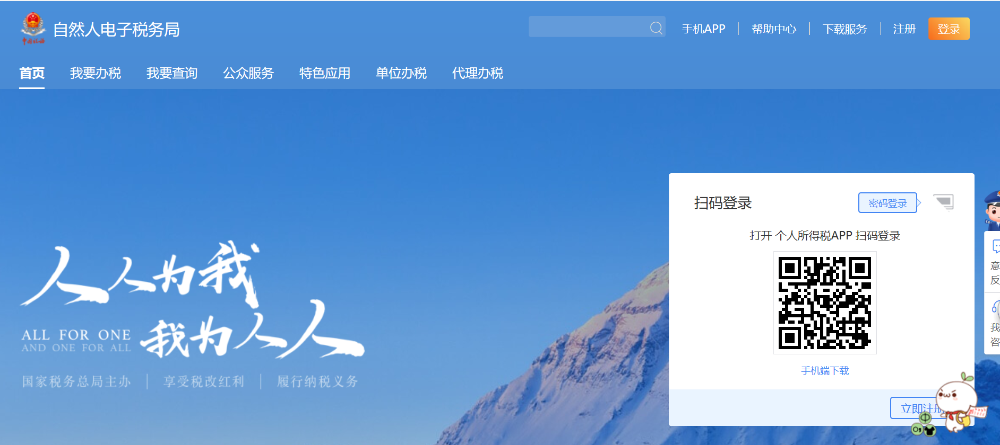 自然人电子税务局
手机APP
帮助中心
下载服务
注册
登录
首页 我要办税 我要查询 公众服务 特色应用 单位办税 代理办税
扫码登录
密码登录
打开 个人所得税APP 扫码登录
手机端下载
立即注册
人人为我
我为人人
ALL FOR ONE
AND ONE FOR ALL
国家税务总局主办 | 享受税改红利 | 履行纳税义务
意
反
我
咨
中